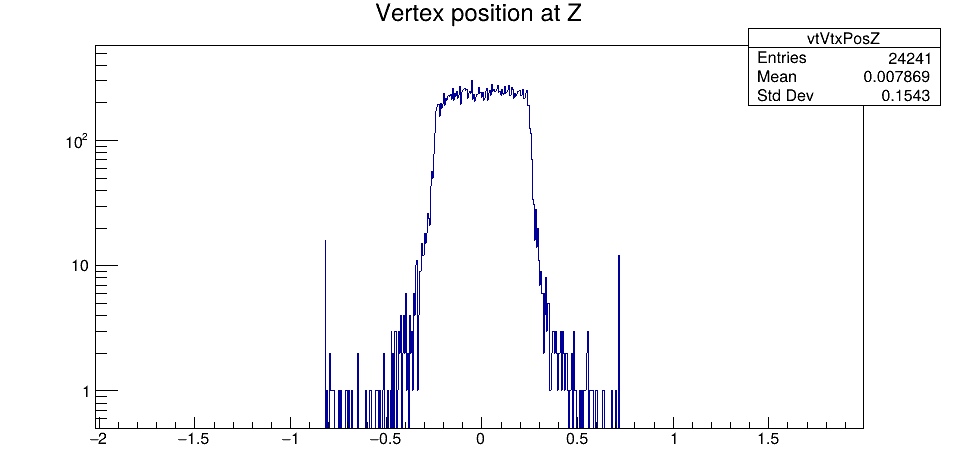 Vertex position at Z
vtVtxPosZ
Entries 24241
Mean 0.007869
Std Dev 0.1543
10²
10
1
−2 −1.5 −1 −0.5 0 0.5 1 1.5